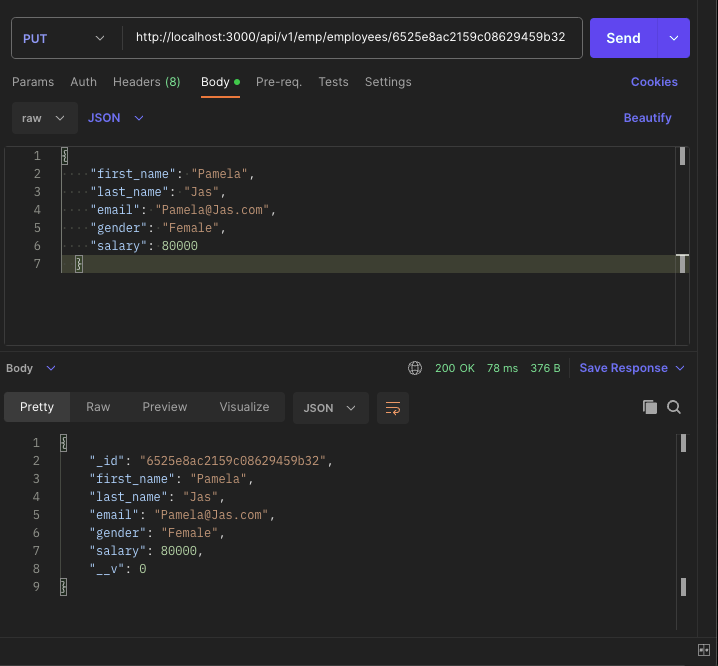 PUT http://localhost:3000/api/v1/emp/employees/6525e8ac2159c08629459b32 Send
Params Auth Headers (8) Body Pre-req. Tests Settings Cookies
raw JSON Beautify
1 {
2 "first_name": "Pamela",
3 "last_name": "Jas",
4 "email": "Pamela@Jas.com",
5 "gender": "Female",
6 "salary": 80000
7 }
Body 200 OK 78 ms 376 B Save Response
Pretty Raw Preview Visualize JSON
1 {
2 "_id": "6525e8ac2159c08629459b32",
3 "first_name": "Pamela",
4 "last_name": "Jas",
5 "email": "Pamela@Jas.com",
6 "gender": "Female",
7 "salary": 80000,
8 "__v": 0
9 }